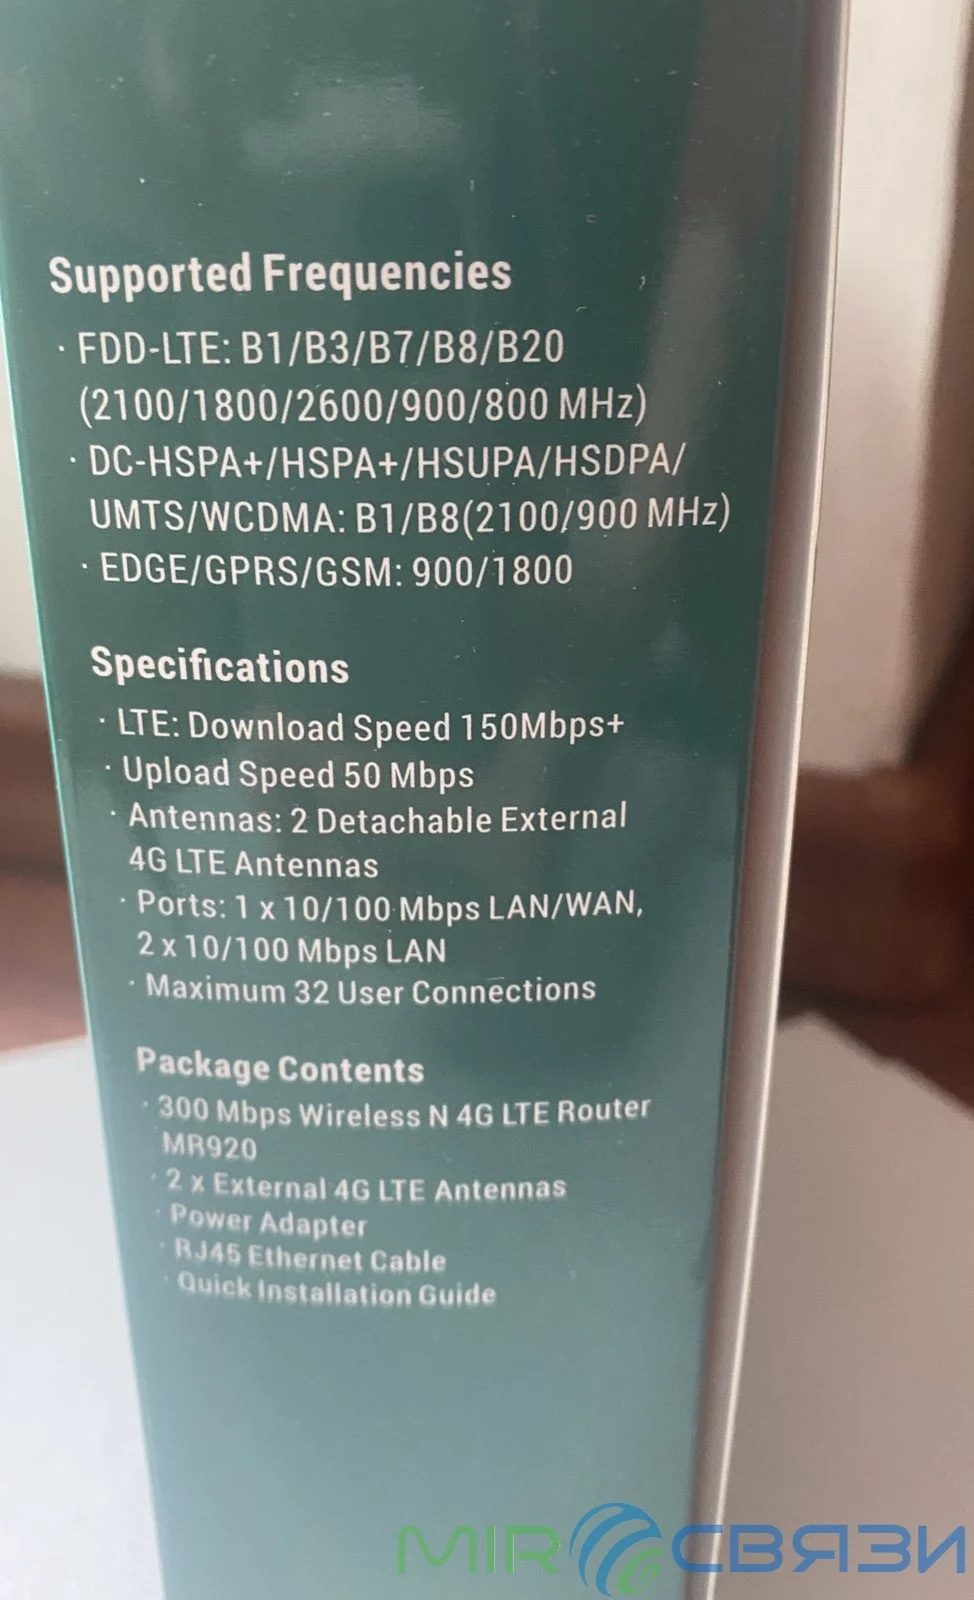 Supported Frequencies
· FDD-LTE: B1/B3/B7/B8/B20
(2100/1800/2600/900/800 MHz)
· DC-HSPA+/HSPA+/HSUPA/HSDPA/
UMTS/WCDMA: B1/B8(2100/900 MHz)
· EDGE/GPRS/GSM: 900/1800
Specifications
· LTE: Download Speed 150Mbps+
· Upload Speed 50 Mbps
· Antennas: 2 Detachable External
4G LTE Antennas
· Ports: 1 x 10/100 Mbps LAN/WAN,
2 x 10/100 Mbps LAN
· Maximum 32 User Connections
Package Contents
· 300 Mbps Wireless N 4G LTE Router
MR920
· 2 x External 4G LTE Antennas
· Power Adapter
· RJ45 Ethernet Cable
· Quick Installation Guide
MIR СВЯЗИ